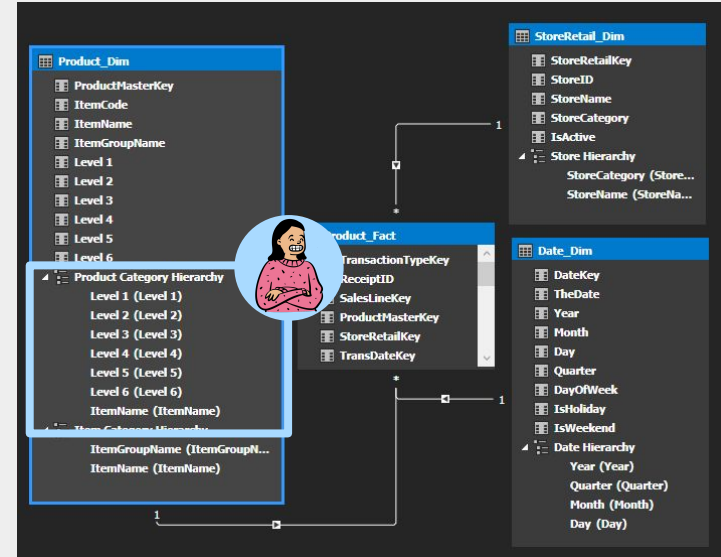 Product_Dim
ProductMasterKey
ItemCode
ItemName
ItemGroupName
Level 1
Level 2
Level 3
Level 4
Level 5
Level 6
Product Category Hierarchy
Level 1 (Level 1)
Level 2 (Level 2)
Level 3 (Level 3)
Level 4 (Level 4)
Level 5 (Level 5)
Level 6 (Level 6)
ItemName (ItemName)
Item Category Hierarchy
ItemGroupName (ItemGroupN...
ItemName (ItemName)
1
roduct_Fact
TransactionTypeKey
ReceiptID
SalesLineKey
ProductMasterKey
StoreRetailKey
TransDateKey
*
*
1
1
StoreRetail_Dim
StoreRetailKey
StoreID
StoreName
StoreCategory
IsActive
Store Hierarchy
StoreCategory (Store...
StoreName (StoreNa...
Date_Dim
DateKey
TheDate
Year
Month
Day
Quarter
DayOfWeek
IsHoliday
IsWeekend
Date Hierarchy
Year (Year)
Quarter (Quarter)
Month (Month)
Day (Day)